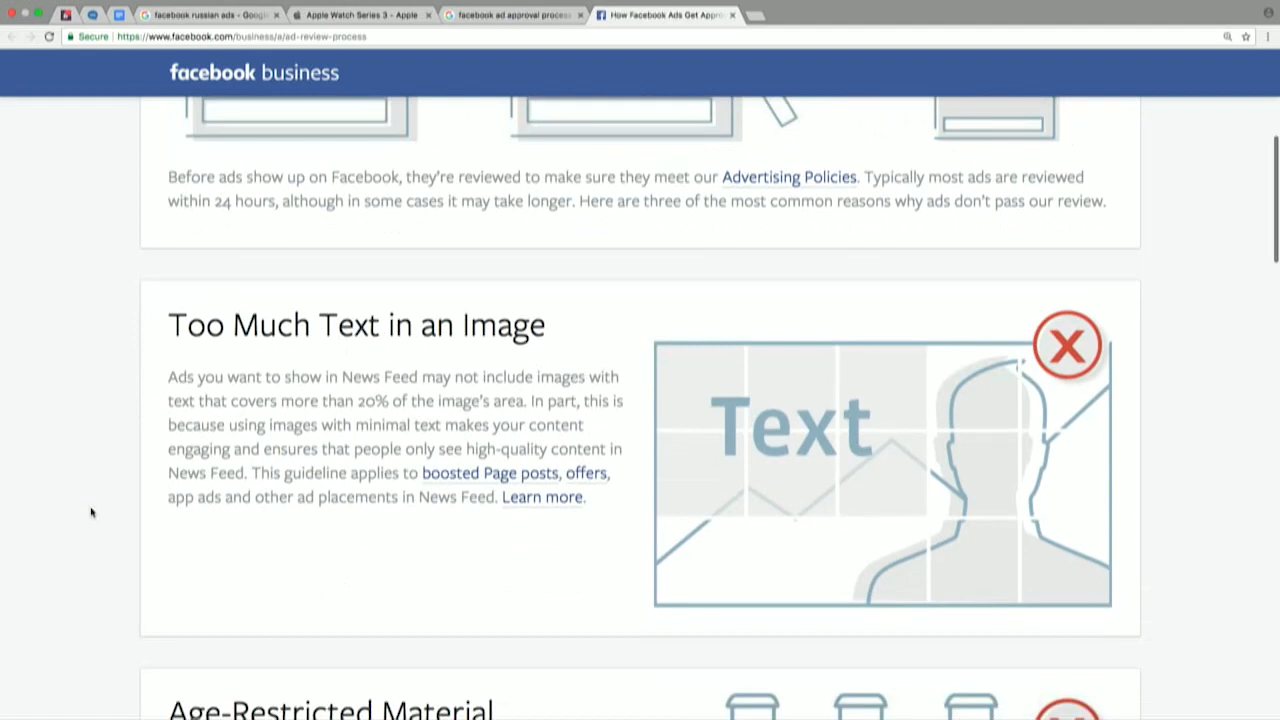 facebook russian ads - Googl
Apple Watch Series 3 - Apple
facebook ad approval process
How Facebook Ads Get Appro
Secure
https://www.facebook.com/business/a/ad-review-process
facebook business
Before ads show up on Facebook, they're reviewed to make sure they meet our Advertising Policies. Typically most ads are reviewed
within 24 hours, although in some cases it may take longer. Here are three of the most common reasons why ads don't pass our review.
Too Much Text in an Image
Ads you want to show in News Feed may not include images with
text that covers more than 20% of the image's area. In part, this is
because using images with minimal text makes your content
engaging and ensures that people only see high-quality content in
News Feed. This guideline applies to boosted Page posts, offers,
app ads and other ad placements in News Feed. Learn more.
Text
Age-Restricted Material